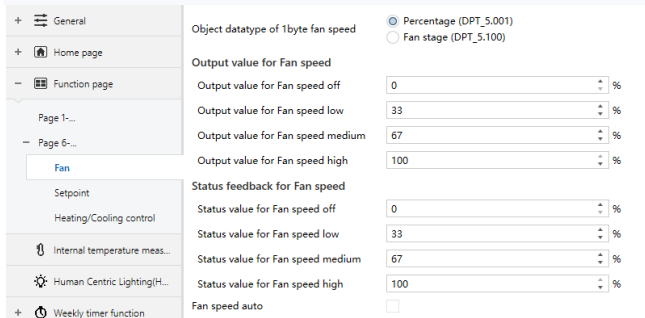 + General
+ Home page
- Function page
Page 1-...
- Page 6-...
Fan
Setpoint
Heating/Cooling control
Internal temperature meas...
Human Centric Lighting(H...
+ Weekly timer function
Object datatype of 1byte fan speed
Percentage (DPT_5.001)
Fan stage (DPT_5.100)
Output value for Fan speed
Output value for Fan speed off 0 %
Output value for Fan speed low 33 %
Output value for Fan speed medium 67 %
Output value for Fan speed high 100 %
Status feedback for Fan speed
Status value for Fan speed off 0 %
Status value for Fan speed low 33 %
Status value for Fan speed medium 67 %
Status value for Fan speed high 100 %
Fan speed auto